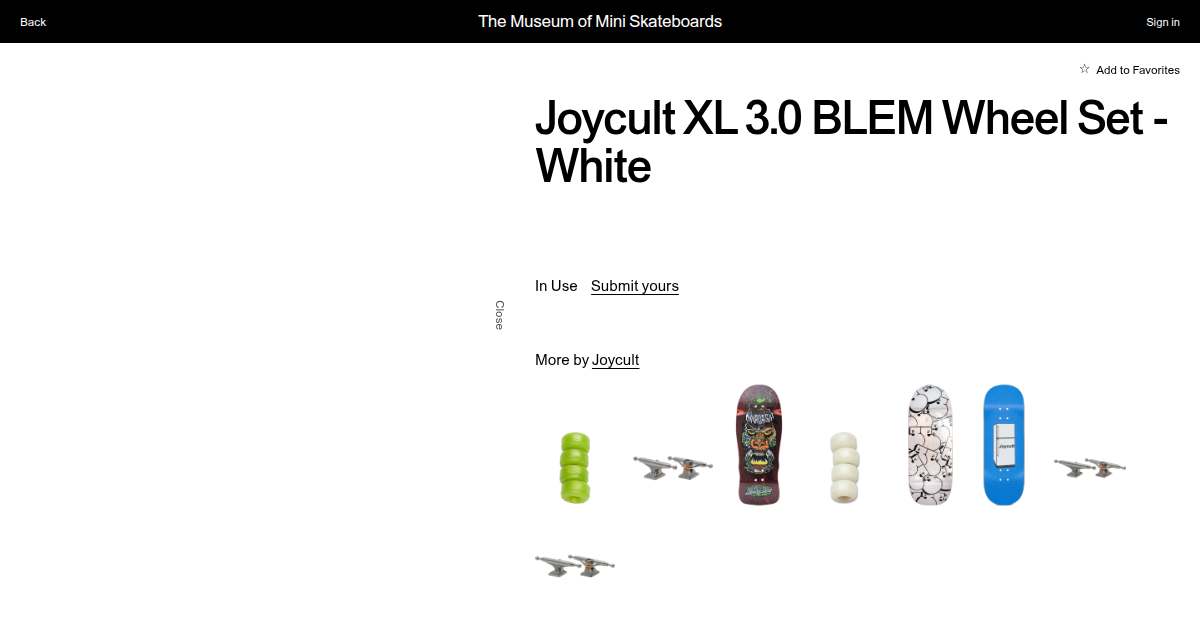 Back
The Museum of Mini Skateboards
Sign in
☆ Add to Favorites
Joycult XL 3.0 BLEM Wheel Set -
White
In Use Submit yours
Close
More by Joycult